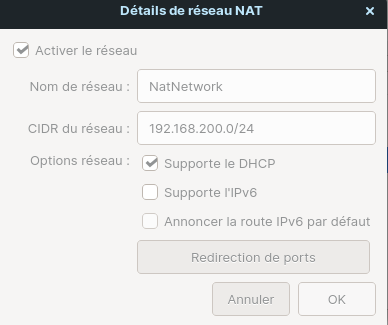 Détails de réseau NAT
×
Activer le réseau
Nom de réseau : NatNetwork
CIDR du réseau : 192.168.200.0/24
Options réseau : Supporte le DHCP
Supporte l'IPv6
Annoncer la route IPv6 par défaut
Redirection de ports
Annuler OK